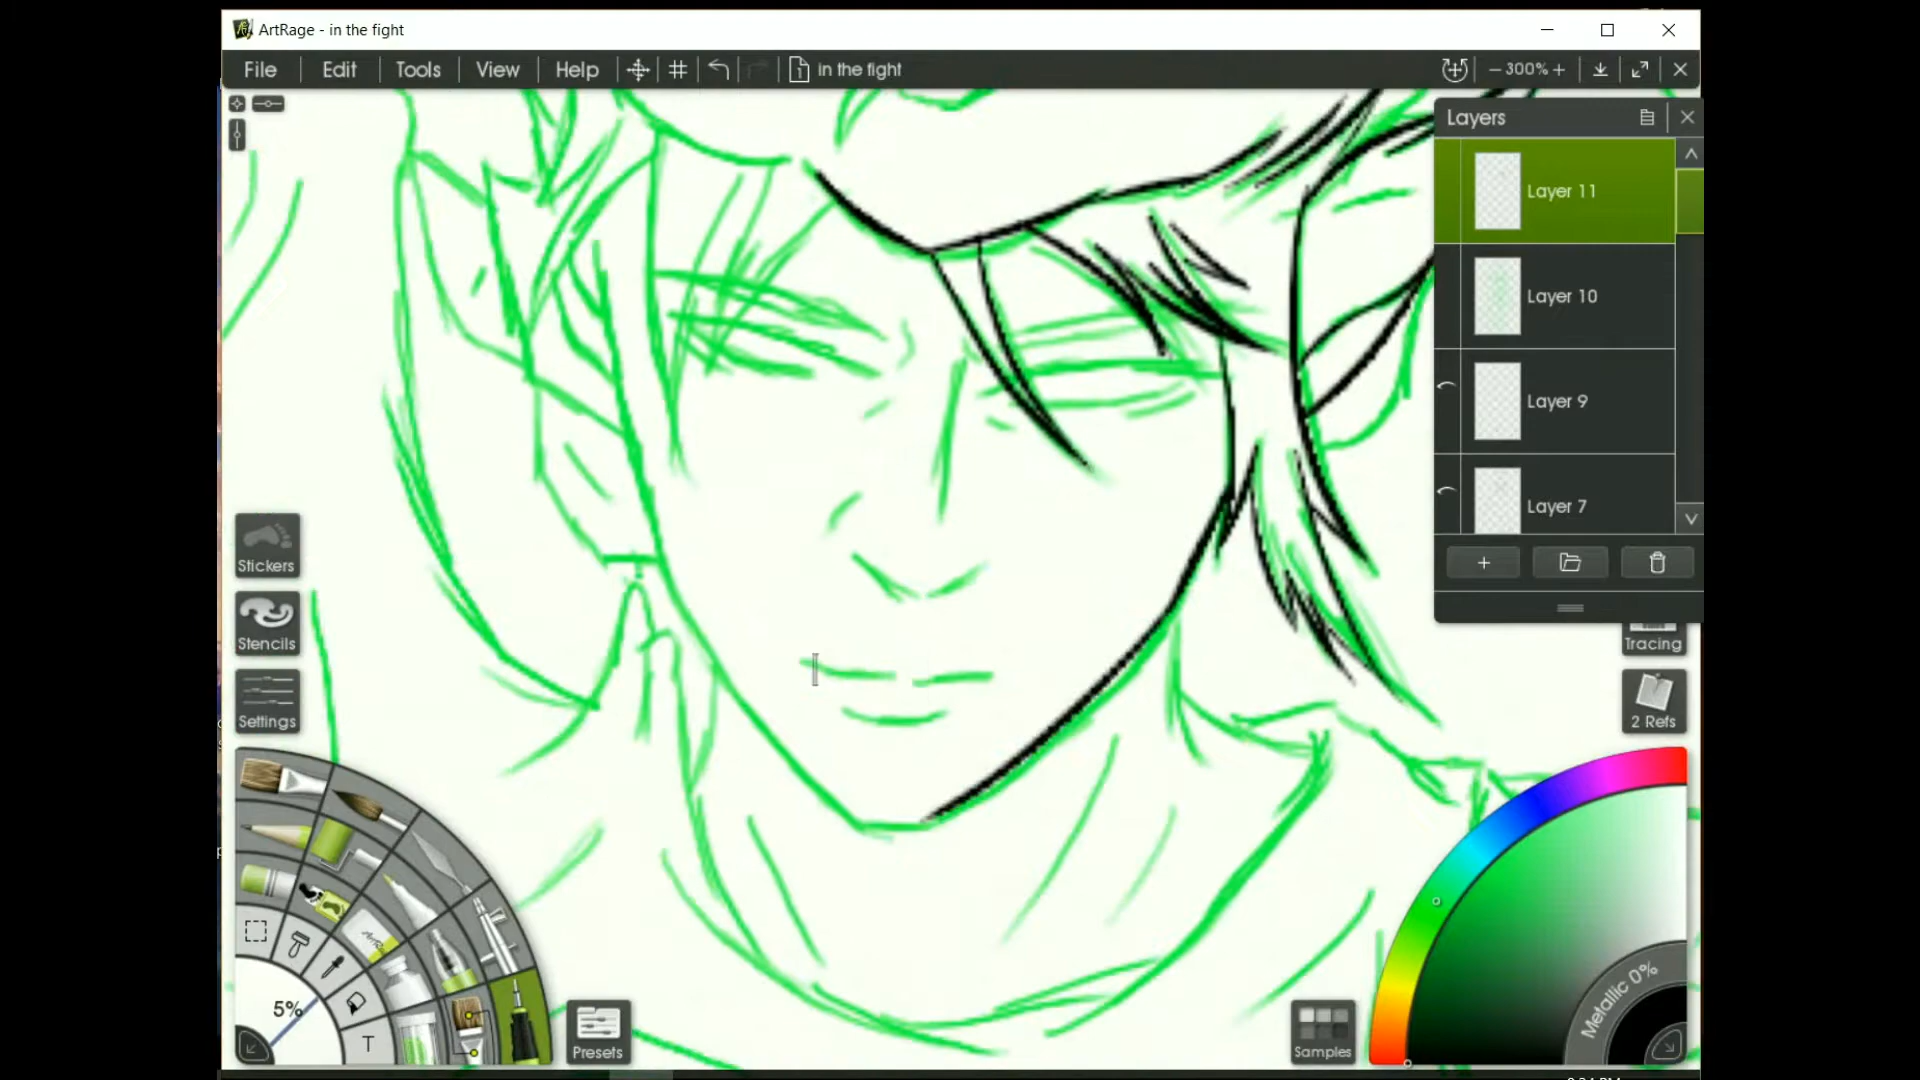 ArtRage - in the fight
File Edit Tools View Help in the fight 300%
Layers
Layer 11
Layer 10
Layer 9
Layer 7
Stickers
Stencils
Settings
Tracing
2 Refs
Metallic 0%
5%
T
Presets
Samples